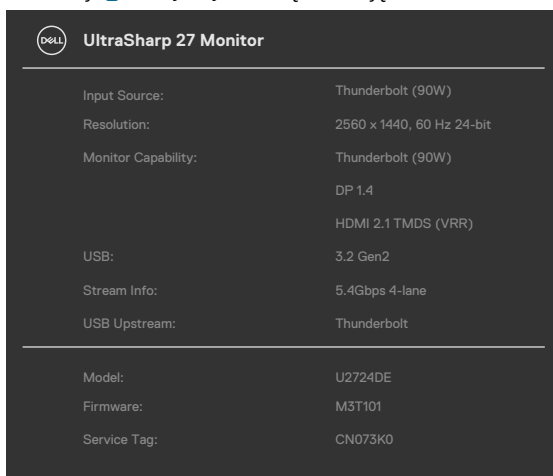 DELL UltraSharp 27 Monitor
Input Source: Thunderbolt (90W)
Resolution: 2560 x 1440, 60 Hz 24-bit
Monitor Capability: Thunderbolt (90W)
DP 1.4
HDMI 2.1 TMDS (VRR)
USB: 3.2 Gen2
Stream Info: 5.4Gbps 4-lane
USB Upstream: Thunderbolt
Model: U2724DE
Firmware: M3T101
Service Tag: CN073K0